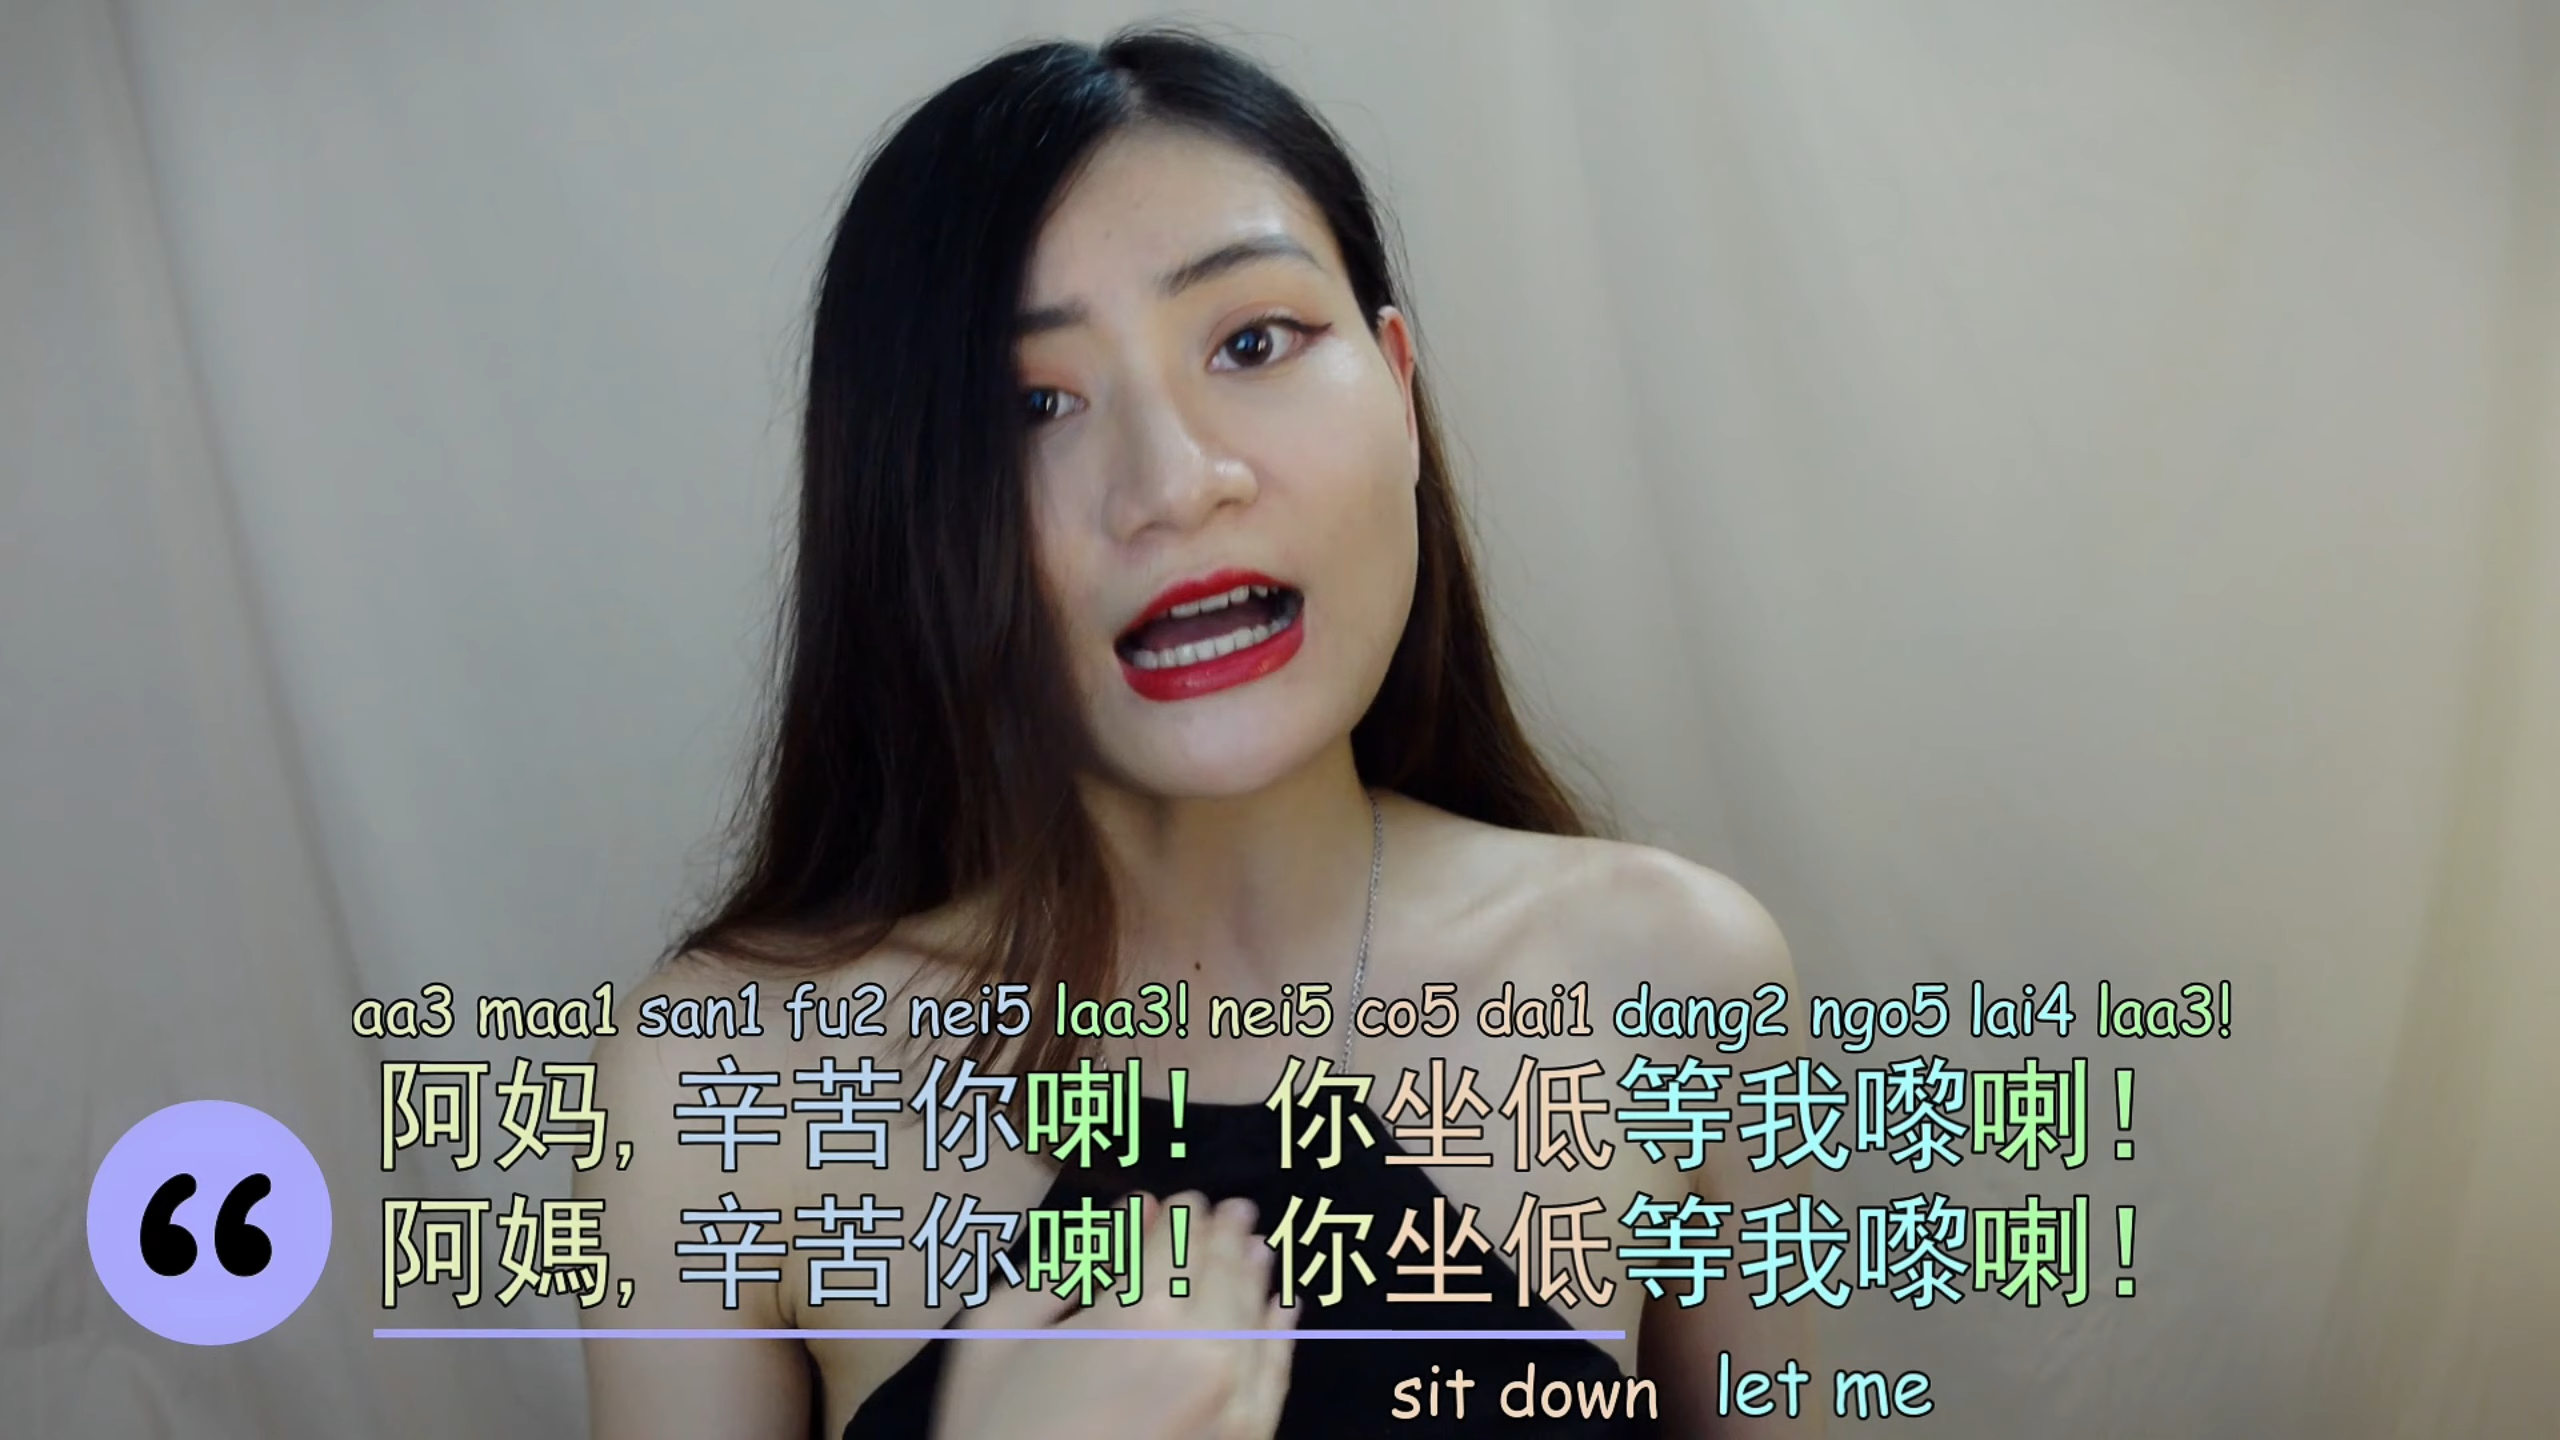 aa3 maa1 san1 fu2 nei5 laa3! nei5 co5 dai1 dang2 ngo5 lai4 laa3!
阿妈, 辛苦你喇! 你坐低等我嚟喇!
阿媽, 辛苦你喇! 你坐低等我嚟喇!
sit down let me